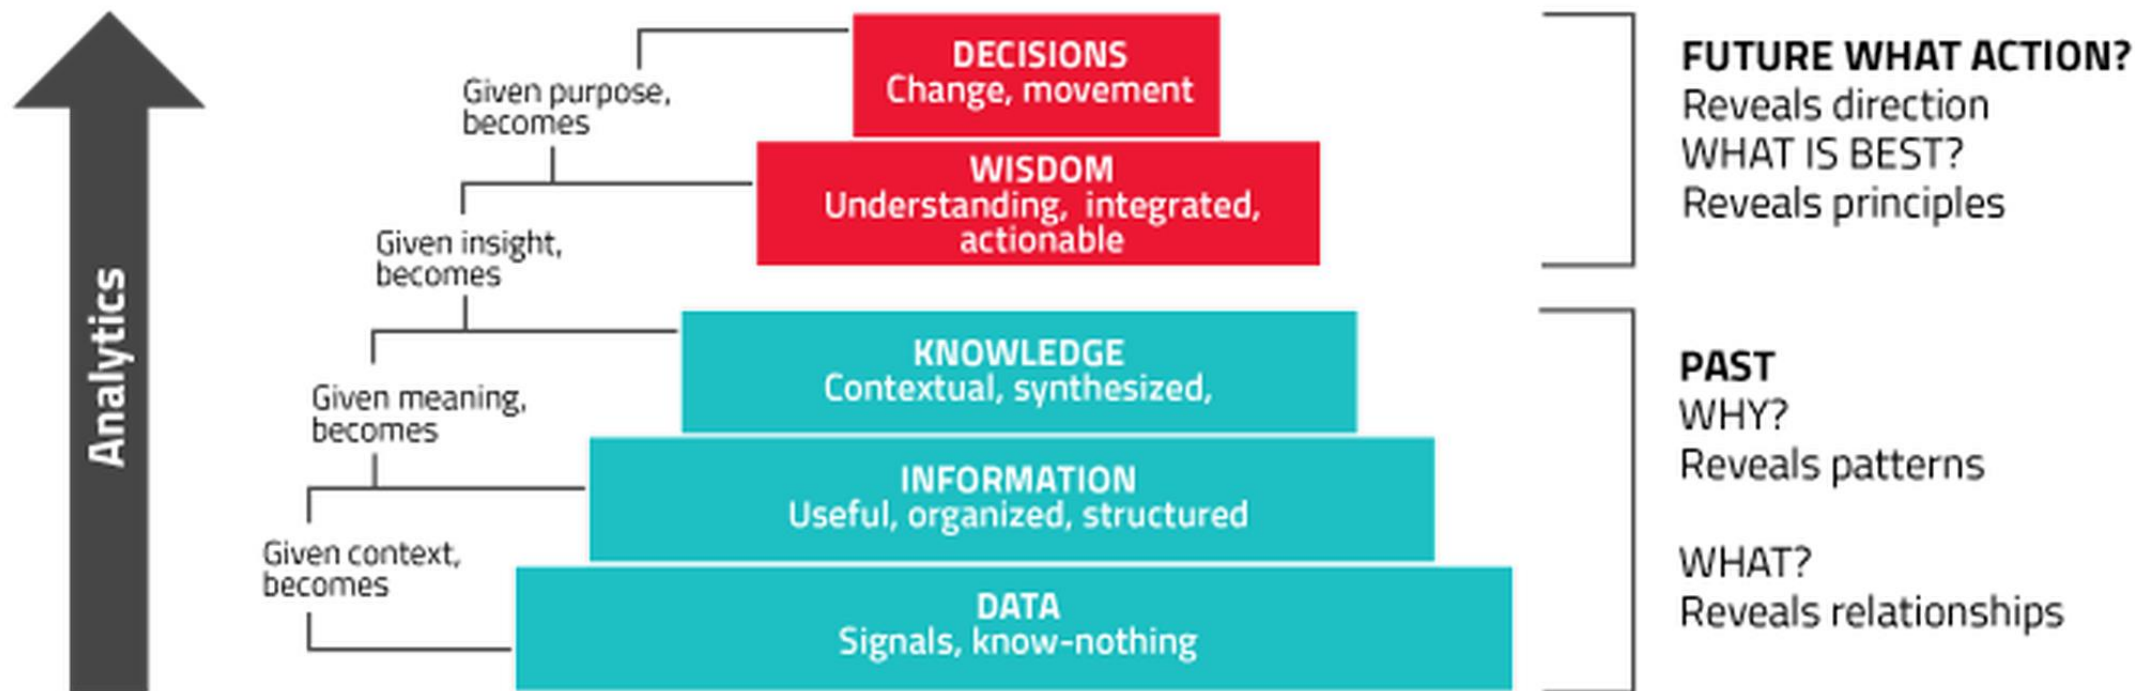 Analytics
Given purpose,
becomes
Given insight,
becomes
Given meaning,
becomes
Given context,
becomes
DECISIONS
Change, movement
WISDOM
Understanding, integrated,
actionable
KNOWLEDGE
Contextual, synthesized,
INFORMATION
Useful, organized, structured
DATA
Signals, know-nothing
FUTURE WHAT ACTION?
Reveals direction
WHAT IS BEST?
Reveals principles
PAST
WHY?
Reveals patterns
WHAT?
Reveals relationships